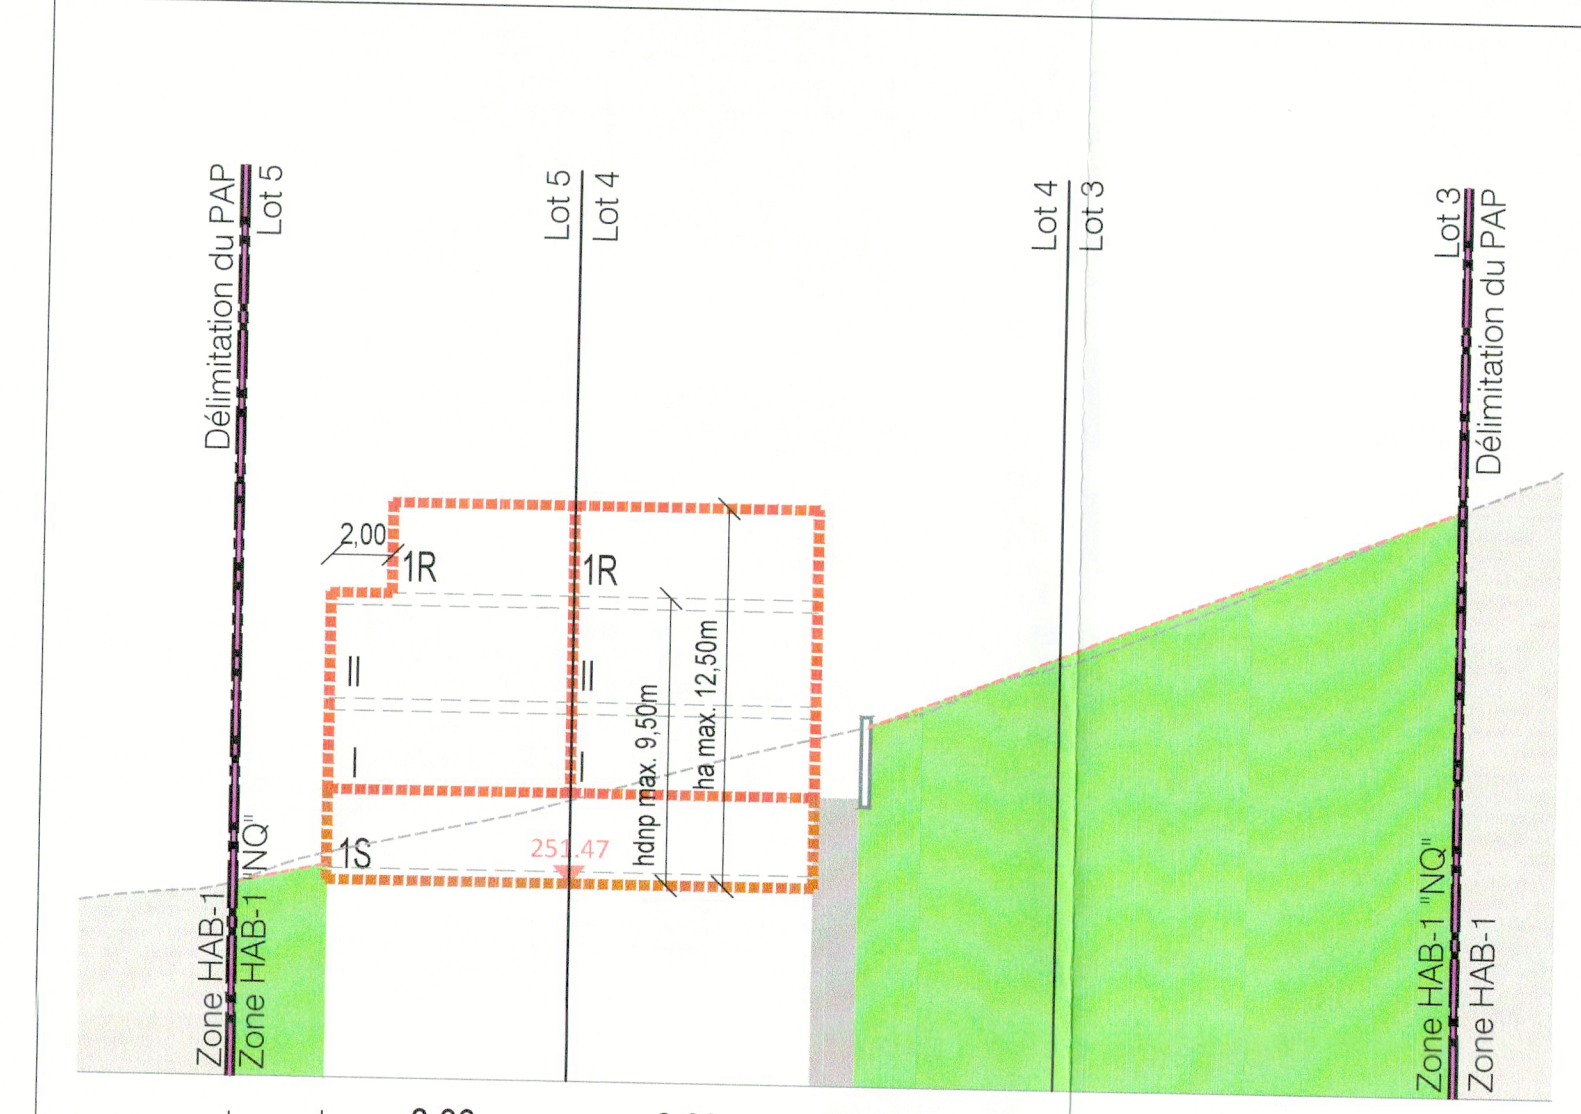 Délimitation du PAP
Lot 5
Lot 5
Lot 4
Lot 4
Lot 3
Lot 3
Délimitation du PAP
2,00
1R
1R
II
II
I
I
hdnp max. 9,50m
ha max. 12,50m
1S
251.47
Zone HAB-1
Zone HAB-1 "NQ"
Zone HAB-1 "NQ"
Zone HAB-1